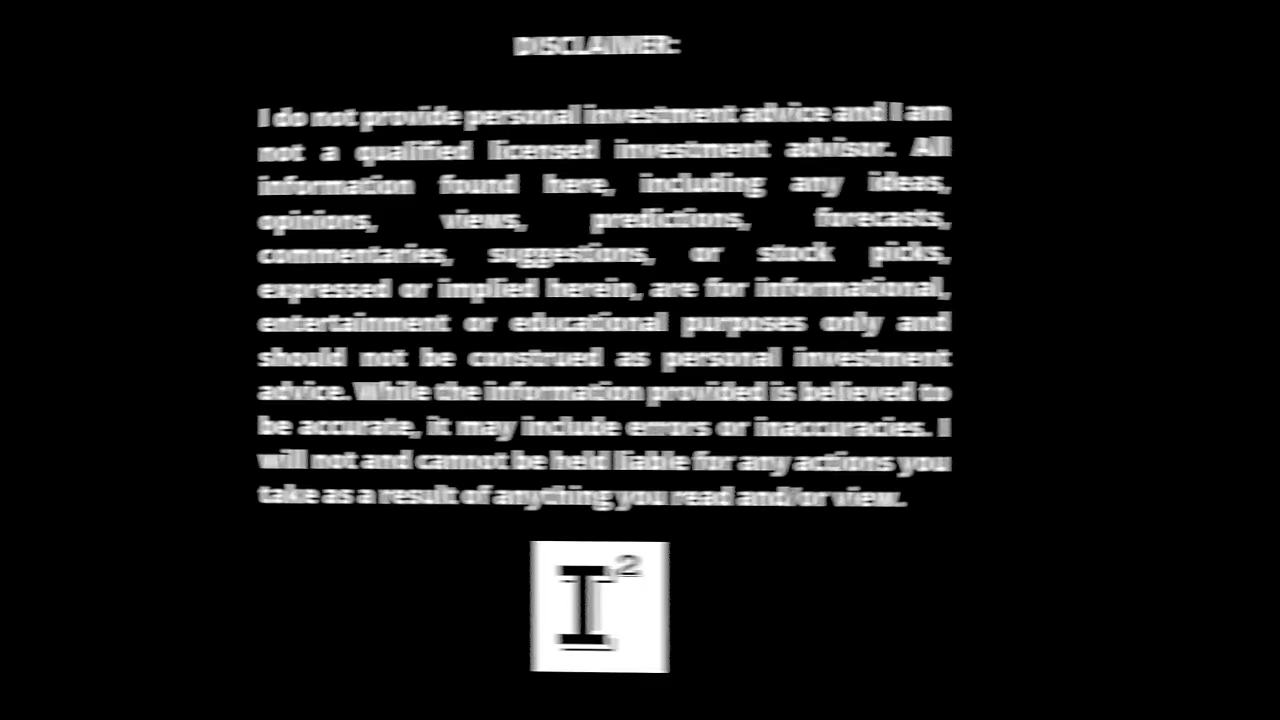 DISCLAIMER:
I do not provide personal investment advice and I am
not a qualified licensed investment advisor. All
information found here, including any ideas,
opinions, views, predictions, forecasts,
commentaries, suggestions, or stock picks,
expressed or implied herein, are for informational,
entertainment or educational purposes only and
should not be construed as personal investment
advice. While the information provided is believed to
be accurate, it may include errors or inaccuracies. I
will not and cannot be held liable for any actions you
take as a result of anything you read and/or view.
I²